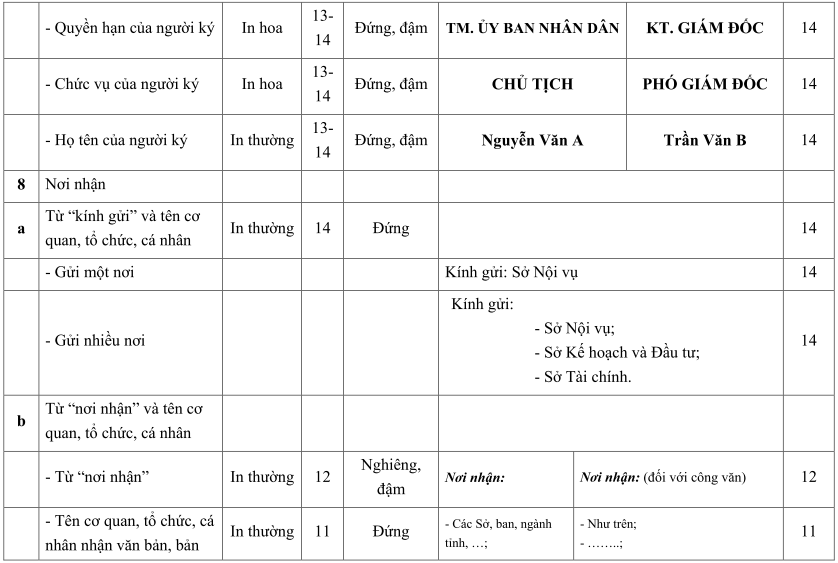 - Quyền hạn của người ký In hoa 13-14 Đứng, đậm TM. ỦY BAN NHÂN DÂN KT. GIÁM ĐỐC 14
- Chức vụ của người ký In hoa 13-14 Đứng, đậm CHỦ TỊCH PHÓ GIÁM ĐỐC 14
- Họ tên của người ký In thường 13-14 Đứng, đậm Nguyễn Văn A Trần Văn B 14
8 Nơi nhận
a Từ “kính gửi” và tên cơ
quan, tổ chức, cá nhân In thường 14 Đứng 14
- Gửi một nơi Kính gửi: Sở Nội vụ 14
- Gửi nhiều nơi Kính gửi:
- Sở Nội vụ;
- Sở Kế hoạch và Đầu tư;
- Sở Tài chính.
14
b Từ “nơi nhận” và tên cơ
quan, tổ chức, cá nhân
- Từ “nơi nhận” In thường 12 Nghiêng,
đậm Nơi nhận: Nơi nhận: (đối với công văn) 12
- Tên cơ quan, tổ chức, cá
nhân nhận văn bản, bản In thường 11 Đứng - Các Sở, ban, ngành
tỉnh, …;
- Như trên;
- ……..;
11